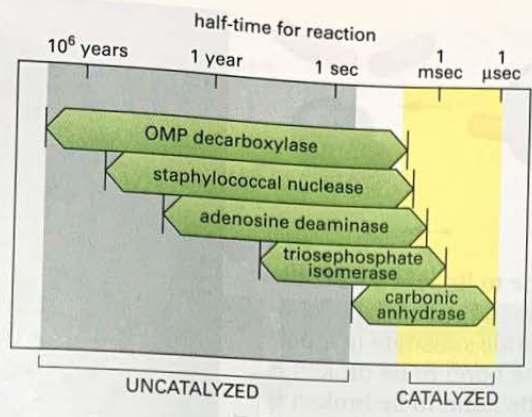 half-time for reaction
10⁶ years
1 year
1 sec
1
msec
1
μsec
OMP decarboxylase
staphylococcal nuclease
adenosine deaminase
triosephosphate
isomerase
carbonic
anhydrase
UNCATALYZED
CATALYZED